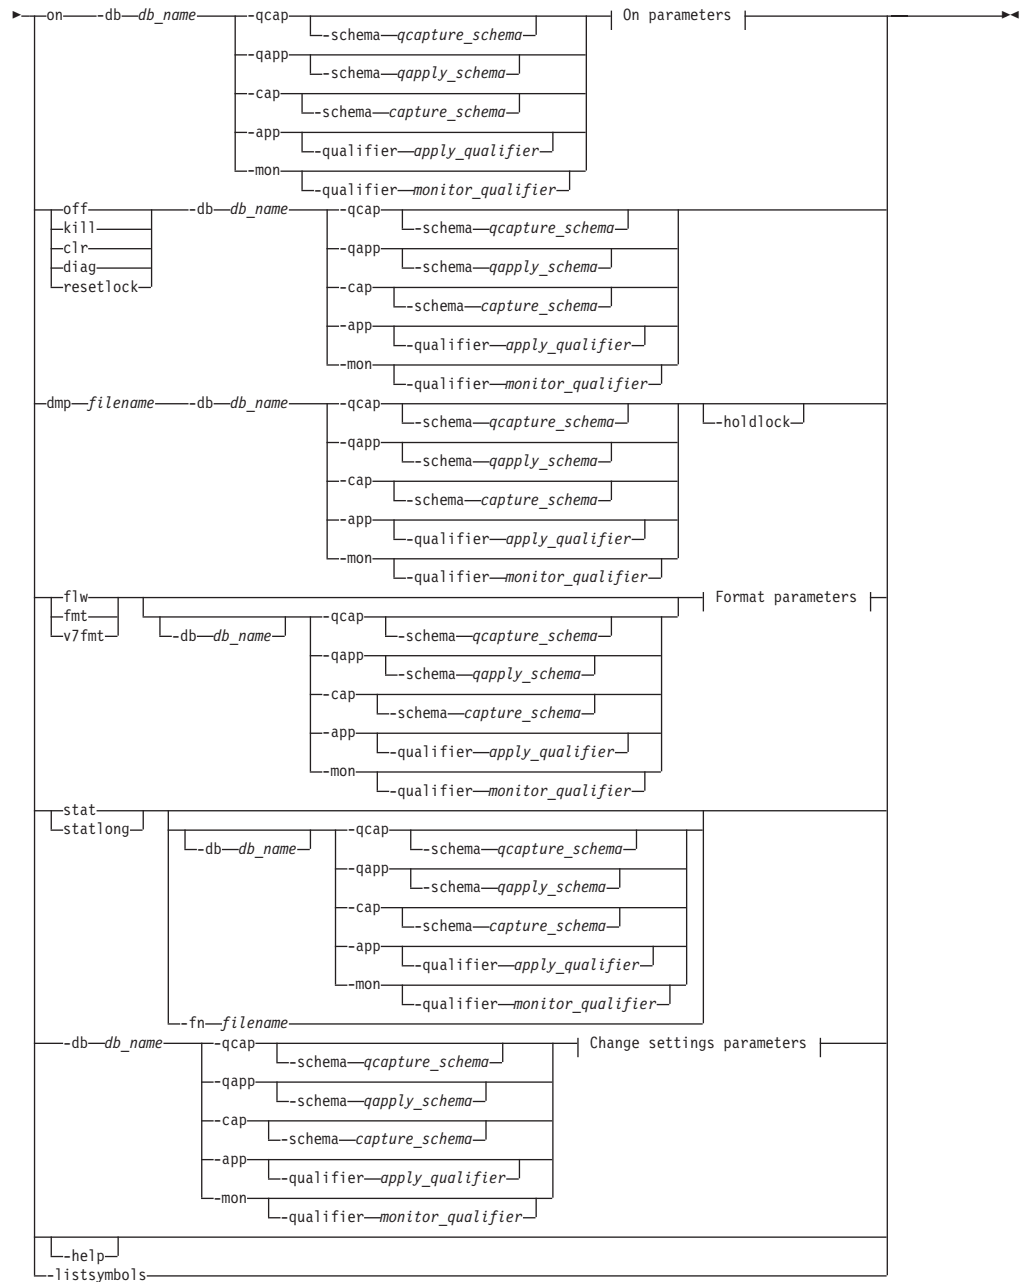 on -db db_name -qcap On parameters
-schema qcapture_schema
-qapp
-schema qapply_schema
-cap
-schema capture_schema
-app
-qualifier apply_qualifier
-mon
-qualifier monitor_qualifier
off -db db_name -qcap
kill -schema qcapture_schema
clr -qapp
diag -schema qapply_schema
resetlock -cap
-schema capture_schema
-app
-qualifier apply_qualifier
-mon
-qualifier monitor_qualifier
dmp filename -db db_name -qcap
-schema qcapture_schema -holdlock
-qapp
-schema qapply_schema
-cap
-schema capture_schema
-app
-qualifier apply_qualifier
-mon
-qualifier monitor_qualifier
flw Format parameters
fmt -qcap
v7fmt -db db_name -schema qcapture_schema
-qapp
-schema qapply_schema
-cap
-schema capture_schema
-app
-qualifier apply_qualifier
-mon
-qualifier monitor_qualifier
stat
statlong -qcap
-db db_name -schema qcapture_schema
-qapp
-schema qapply_schema
-cap
-schema capture_schema
-app
-qualifier apply_qualifier
-mon
-qualifier monitor_qualifier
-fn filename
-db db_name -qcap Change settings parameters
-schema qcapture_schema
-qapp
-schema qapply_schema
-cap
-schema capture_schema
-app
-qualifier apply_qualifier
-mon
-qualifier monitor_qualifier
-help
-listsymbols